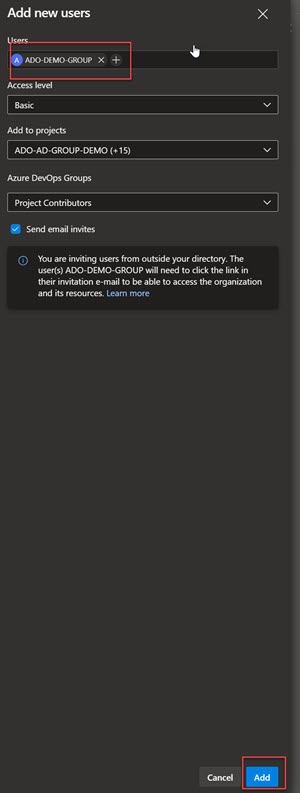 Add new users
Users
A ADO-DEMO-GROUP
Access level
Basic
Add to projects
ADO-AD-GROUP-DEMO (+15)
Azure DevOps Groups
Project Contributors
Send email invites
You are inviting users from outside your directory. The
user(s) ADO-DEMO-GROUP will need to click the link in
their invitation e-mail to be able to access the organization
and its resources. Learn more
Cancel Add